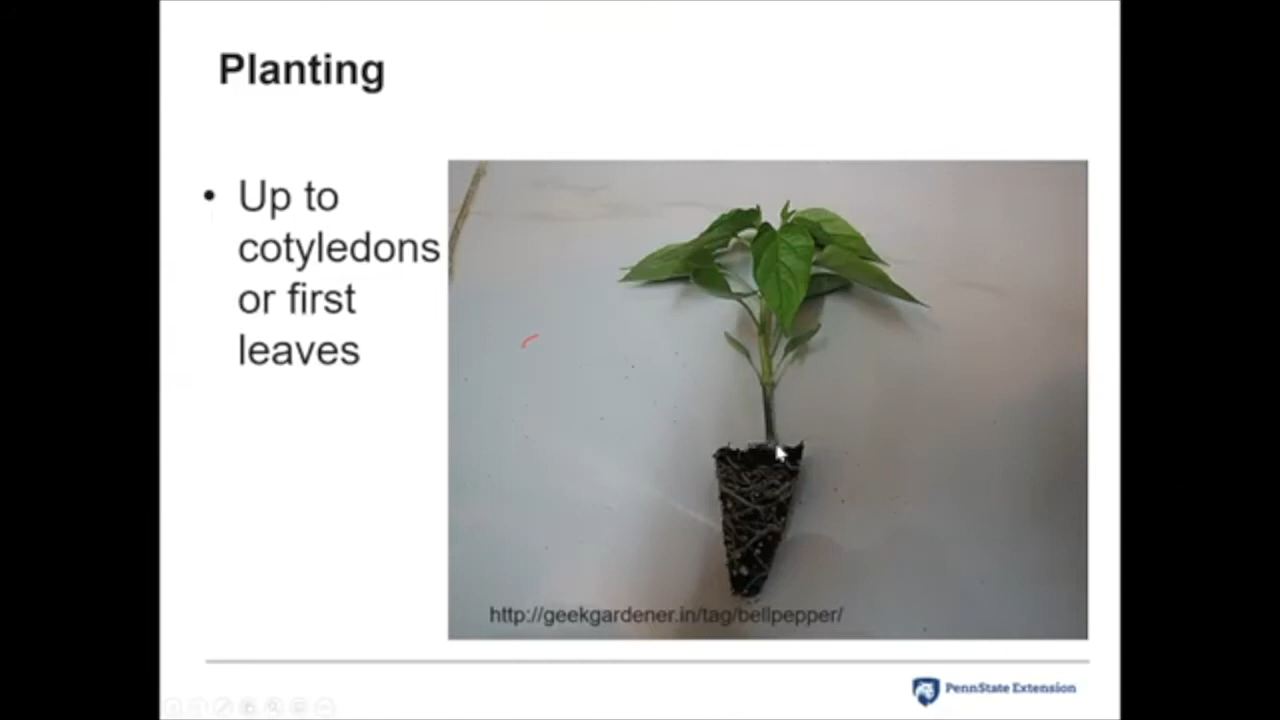 Planting
• Up to
cotyledons
or first
leaves
http://geekgardener.in/tag/bellpepper/
PennState Extension